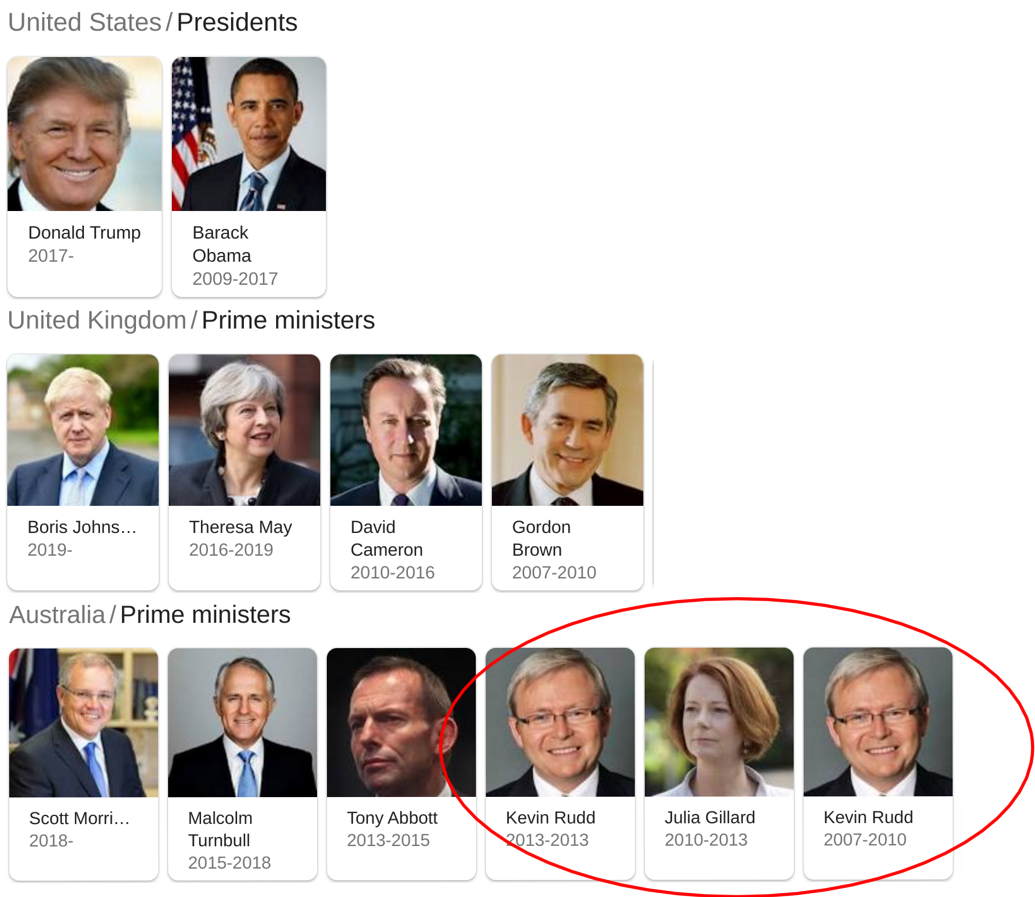 United States / Presidents
Donald Trump
2017-
Barack
Obama
2009-2017
United Kingdom / Prime ministers
Boris Johns…
2019-
Theresa May
2016-2019
David
Cameron
2010-2016
Gordon
Brown
2007-2010
Australia / Prime ministers
Scott Morri…
2018-
Malcolm
Turnbull
2015-2018
Tony Abbott
2013-2015
Kevin Rudd
2013-2013
Julia Gillard
2010-2013
Kevin Rudd
2007-2010